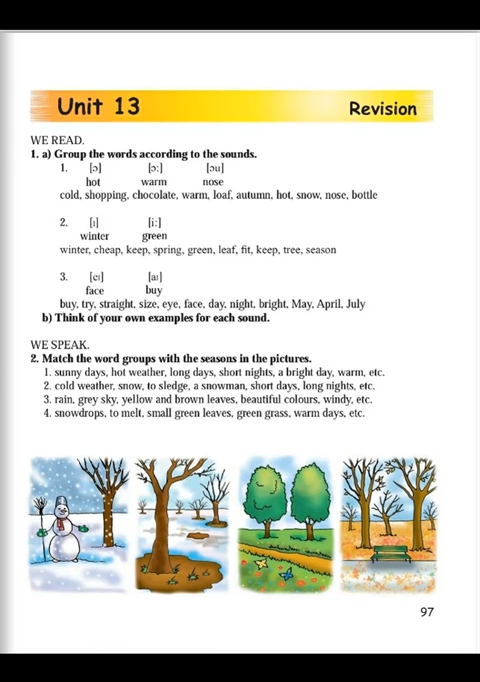 Unit 13
Revision
WE READ.
1. a) Group the words according to the sounds.
1. [ɔ] [ɔ:] [ɔu]
hot warm nose
cold, shopping, chocolate, warm, loaf, autumn, hot, snow, nose, bottle
2. [ɪ] [i:]
winter green
winter, cheap, keep, spring, green, leaf, fit, keep, tree, season
3. [eɪ] [aɪ]
face buy
buy, try, straight, size, eye, face, day, night, bright, May, April, July
b) Think of your own examples for each sound.
WE SPEAK.
2. Match the word groups with the seasons in the pictures.
1. sunny days, hot weather, long days, short nights, a bright day, warm, etc.
2. cold weather, snow, to sledge, a snowman, short days, long nights, etc.
3. rain, grey sky, yellow and brown leaves, beautiful colours, windy, etc.
4. snowdrops, to melt, small green leaves, green grass, warm days, etc.
97